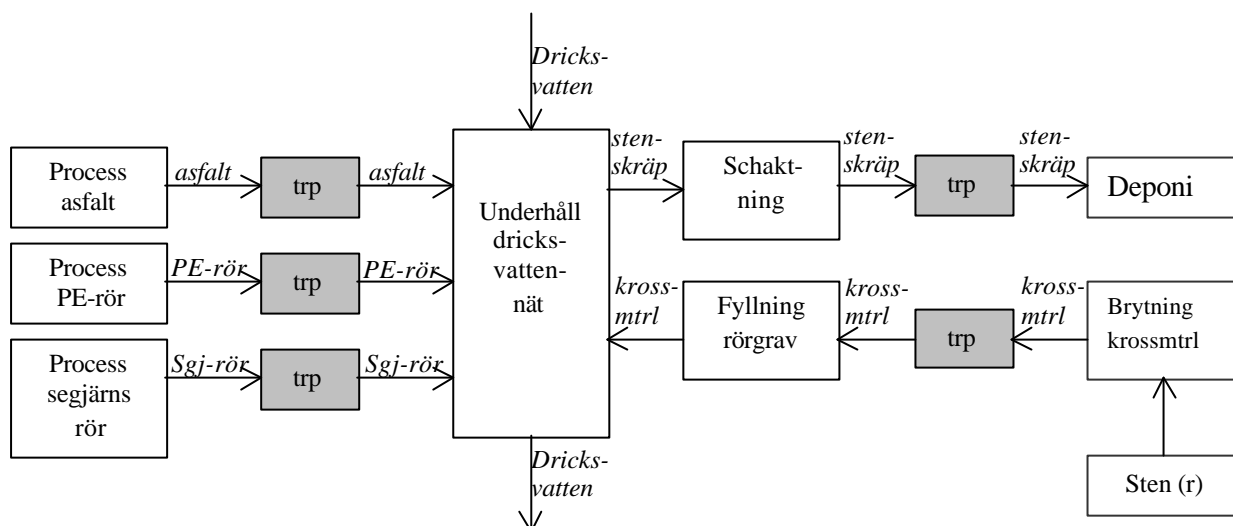 Dricks-
vatten
Process
asfalt
asfalt
trp
asfalt
Underhåll
dricks-
vatten-
nät
sten-
skräp
Schakt-
ning
sten-
skräp
trp
sten-
skräp
Deponi
Process
PE-rör
PE-rör
trp
PE-rör
kross-
mtrl
Fyllning
rörgrav
kross-
mtrl
trp
kross-
mtrl
Brytning
krossmtrl
Process
segjärns
rör
Sgj-rör
trp
Sgj-rör
Dricks-
vatten
Sten (r)